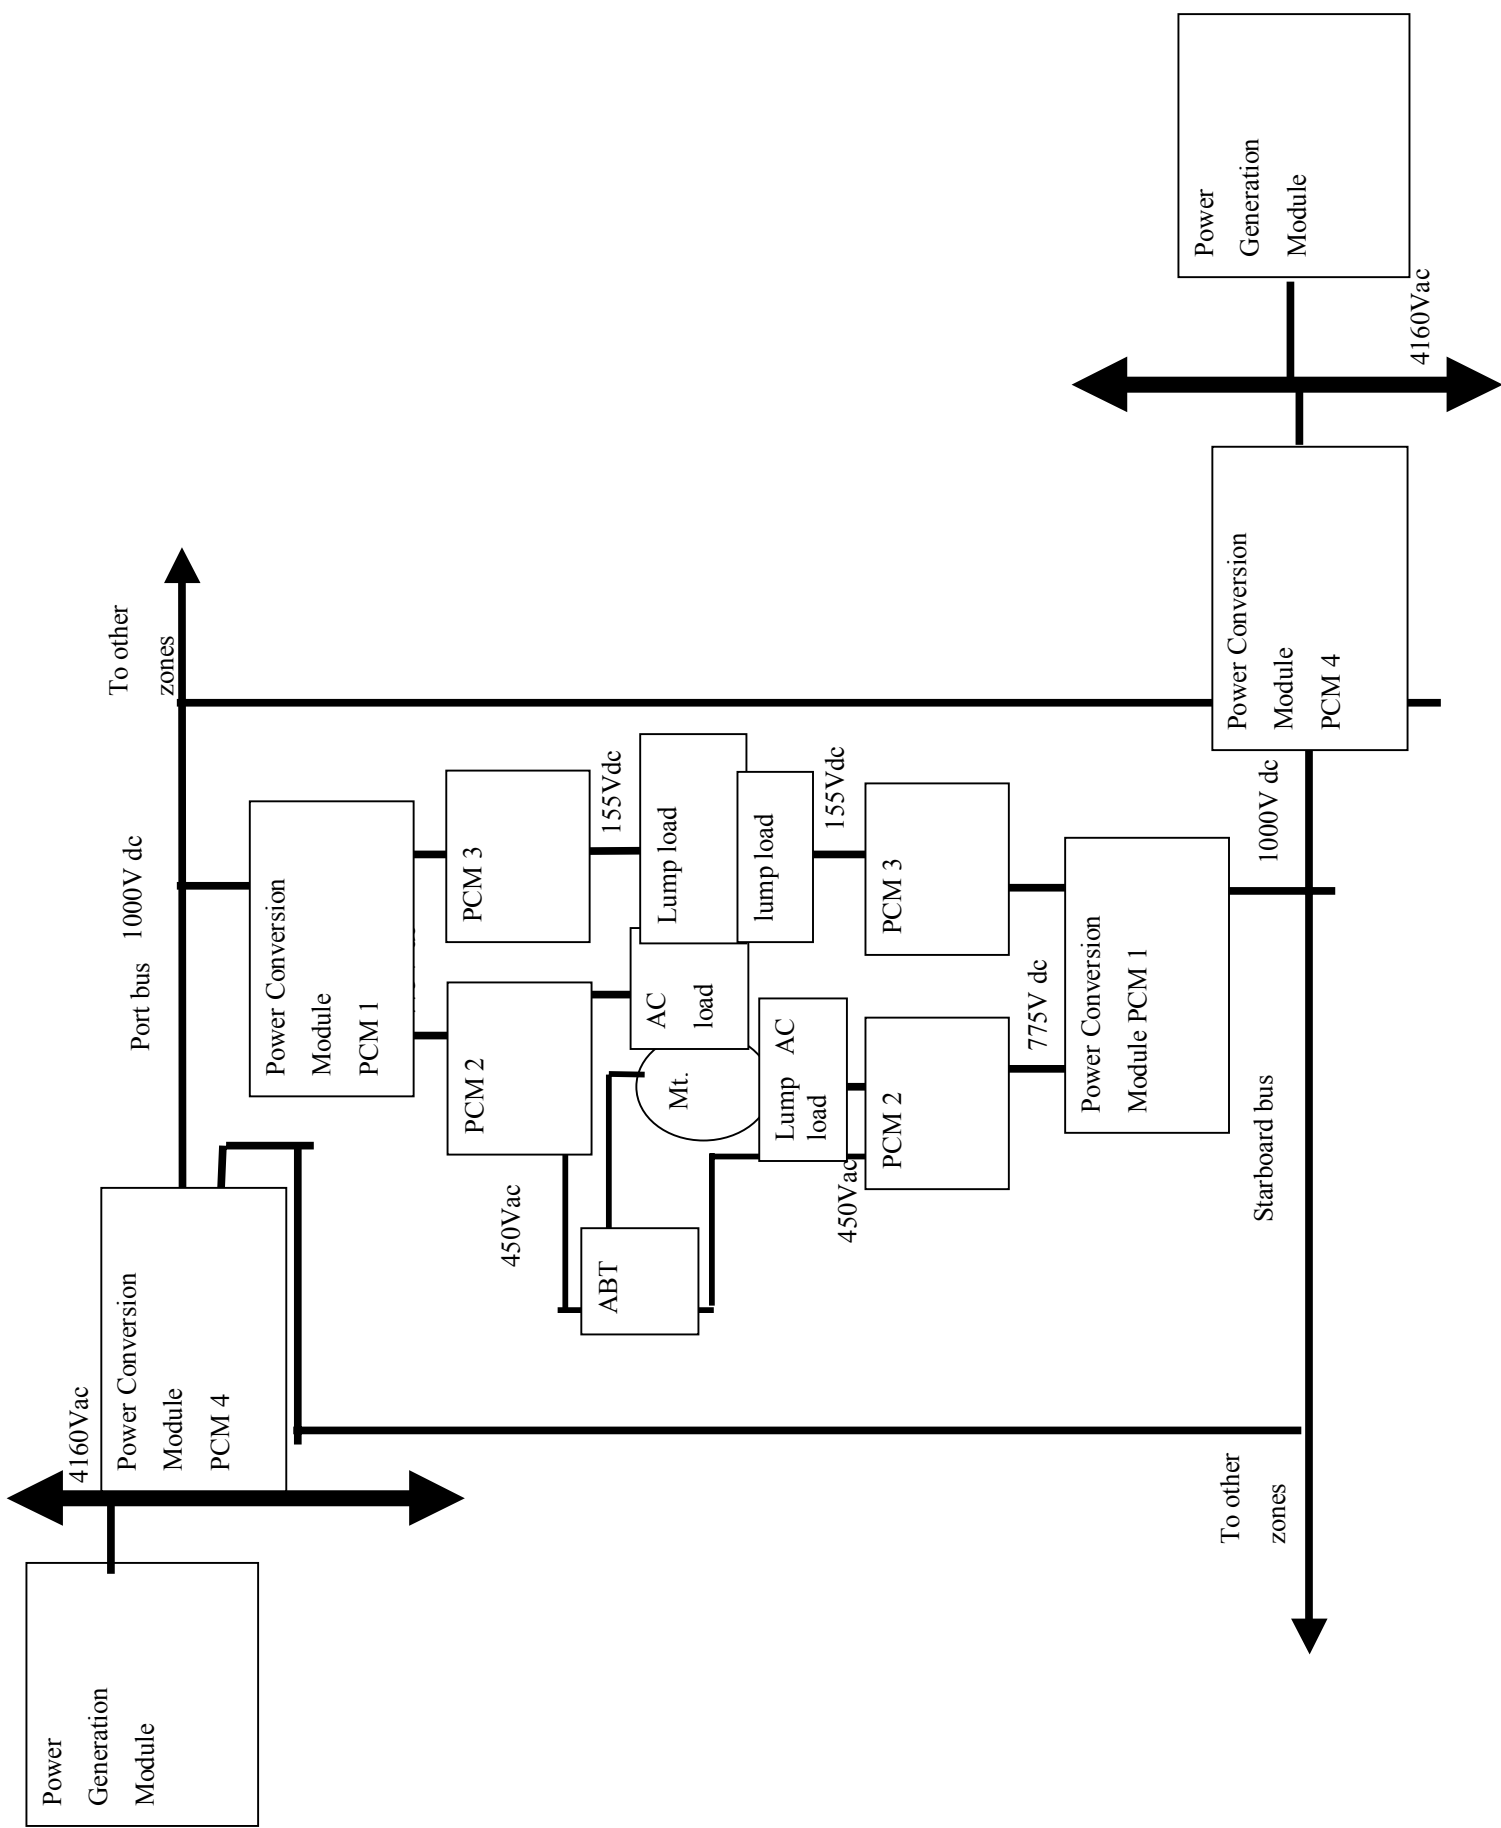 Power
Generation
Module
4160Vac
Power Conversion
Module
PCM 4
Port bus    1000V dc
To other
zones
Power Conversion
Module
PCM 1
PCM 2
PCM 3
450Vac
155Vdc
ABT
Mt.
AC
load
Lump load
lump load
Lump AC
load
450Vac
155Vdc
PCM 2
PCM 3
775V dc
Power Conversion
Module PCM 1
To other
zones
Starboard bus
1000V dc
Power Conversion
Module
PCM 4
Power
Generation
Module
4160Vac